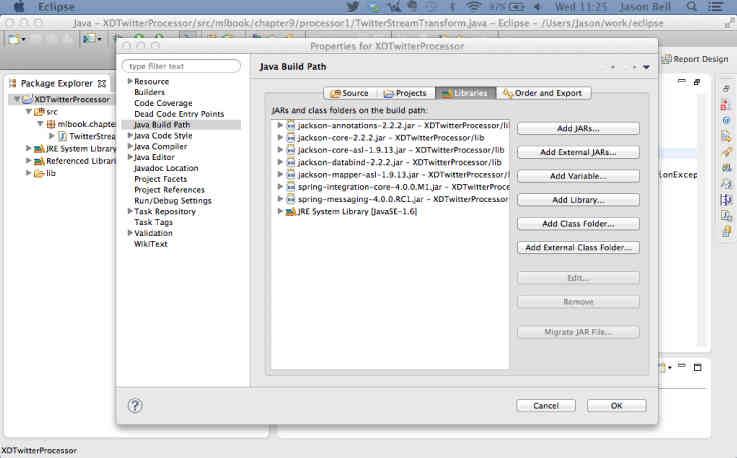 Eclipse
97%
Wed 11:25 Jason Bell
Java - XDTwitterProcessor/src/mlbook/chapter9/processor1/TwitterStreamTransform.java - Eclipse - /Users/Jason/work/eclipse
Properties for XDTwitterProcessor
Report Design
type filter text
Java Build Path
Package Explorer
Resource
Builders
Code Coverage
Dead Code Entry Points
Java Build Path
Java Code Style
Java Compiler
Java Editor
Javadoc Location
Project Facets
Project References
Run/Debug Settings
Task Repository
Task Tags
Validation
WikiText
XDTwitterProcessor
src
mlbook.chapte
TwitterStrea
JRE System Library
Referenced Librari
lib
Source
Projects
Libraries
Order and Export
JARs and class folders on the build path:
jackson-annotations-2.2.2.jar - XDTwitterProcessor/lib
jackson-core-2.2.2.jar - XDTwitterProcessor/lib
jackson-core-asl-1.9.13.jar - XDTwitterProcessor/lib
jackson-databind-2.2.2.jar - XDTwitterProcessor/lib
jackson-mapper-asl-1.9.13.jar - XDTwitterProcessor/
spring-integration-core-4.0.0.M1.jar - XDTwitterPro
spring-messaging-4.0.0.RC1.jar - XDTwitterProcesso
JRE System Library [JavaSE-1.6]
Add JARs...
Add External JARs...
Add Variable...
Add Library...
Add Class Folder...
Add External Class Folder...
Edit...
Remove
Migrate JAR File...
ionExcep
Cancel
OK
XDTwitterProcessor